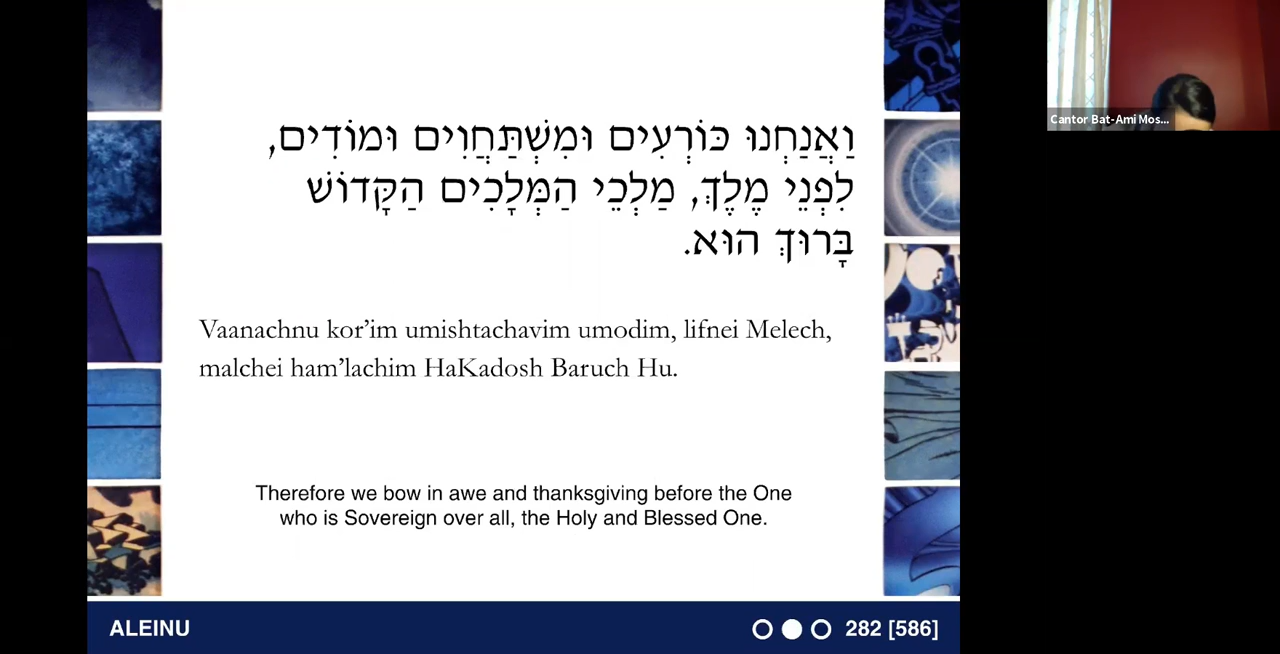 וַאֲנַחְנוּ כּוֹרְעִים וּמִשְׁתַּחֲוִים וּמוֹדִים,
לִפְנֵי מֶלֶךְ, מַלְכֵי הַמְּלָכִים הַקָּדוֹשׁ
בָּרוּךְ הוּא.
Vaanachnu kor’im umishtachavim umodim, lifnei Melech,
malchei ham’lachim HaKadosh Baruch Hu.
Therefore we bow in awe and thanksgiving before the One
who is Sovereign over all, the Holy and Blessed One.
ALEINU
282 [586]
Cantor Bat-Ami Mos...